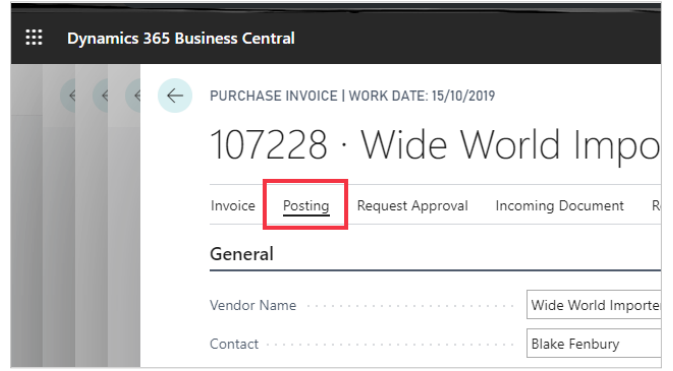 Dynamics 365 Business Central
PURCHASE INVOICE | WORK DATE: 15/10/2019
107228 · Wide World Impo
Invoice Posting Request Approval Incoming Document R
General
Vendor Name Wide World Importe
Contact Blake Fenbury